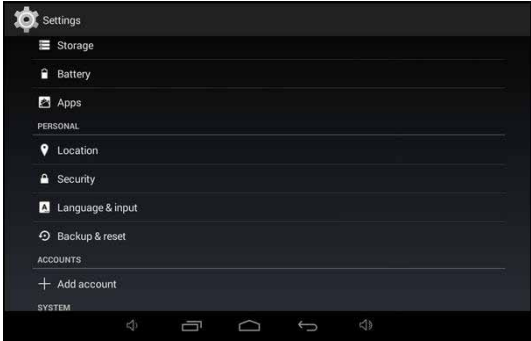 Settings
Storage
Battery
Apps
PERSONAL
Location
Security
Language & input
Backup & reset
ACCOUNTS
Add account
SYSTEM